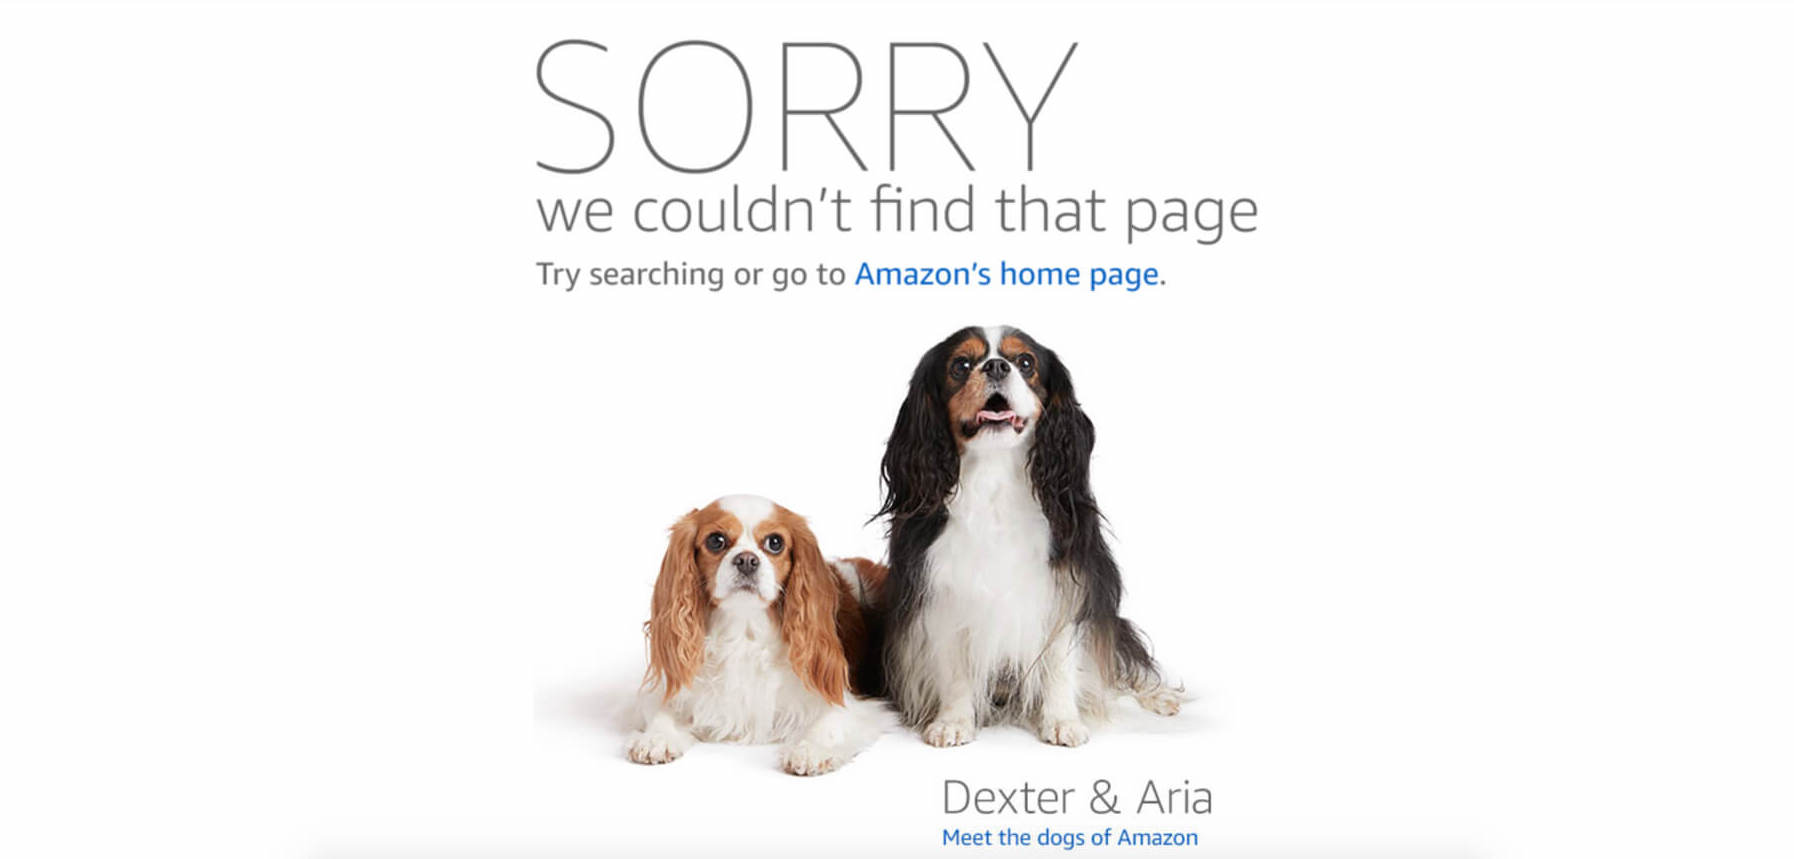 SORRY
we couldn’t find that page
Try searching or go to Amazon’s home page.
Dexter & Aria
Meet the dogs of Amazon